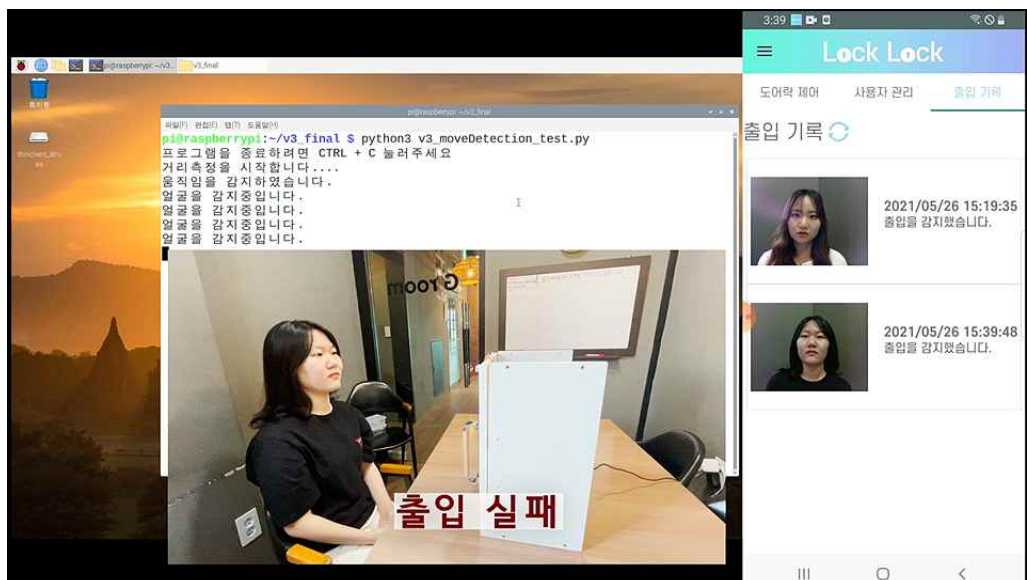 pi@raspberrypi: ~/v3...
v3_final
휴지통
pi@raspberrypi: ~/v3_final
파일(F) 편집(E) 탭(T) 도움말(H)
pi@raspberrypi:~/v3_final $ python3 v3_moveDetection_test.py
프로그램을 종료하려면 CTRL + C 눌러주세요
거리측정을 시작합니다....
움직임을 감지하였습니다.
얼굴을 감지중입니다.
얼굴을 감지중입니다.
얼굴을 감지중입니다.
얼굴을 감지중입니다.
G room
출입 실패
3:39
Lock Lock
도어락 제어 사용자 관리 출입 기록
출입 기록
2021/05/26 15:19:35
출입을 감지했습니다.
2021/05/26 15:39:48
출입을 감지했습니다.